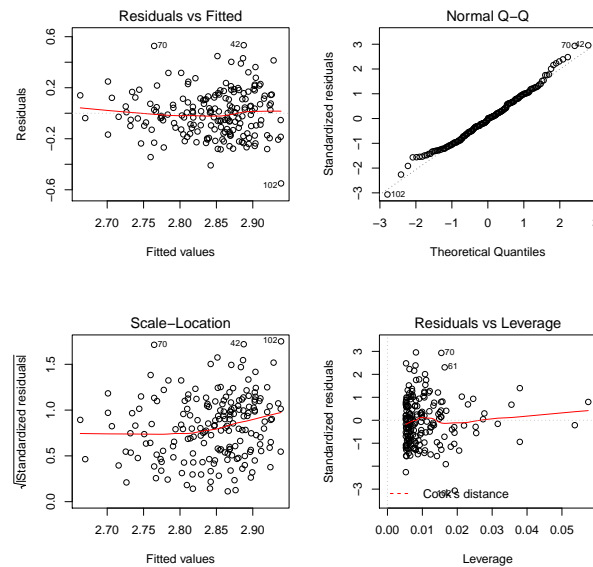 Residuals vs Fitted
Residuals
0.6
0.2
−0.2
−0.6
70
42
102
2.70 2.75 2.80 2.85 2.90
Fitted values
Normal Q−Q
Standardized residuals
3
2
1
0
−1
−2
−3
70
42
102
−3 −2 −1 0 1 2 3
Theoretical Quantiles
Scale−Location
√|Standardized residuals|
1.5
1.0
0.5
0.0
70
42
102
2.70 2.75 2.80 2.85 2.90
Fitted values
Residuals vs Leverage
Standardized residuals
3
2
1
0
−1
−3
70
61
Cook's distance
0.00 0.01 0.02 0.03 0.04 0.05
Leverage